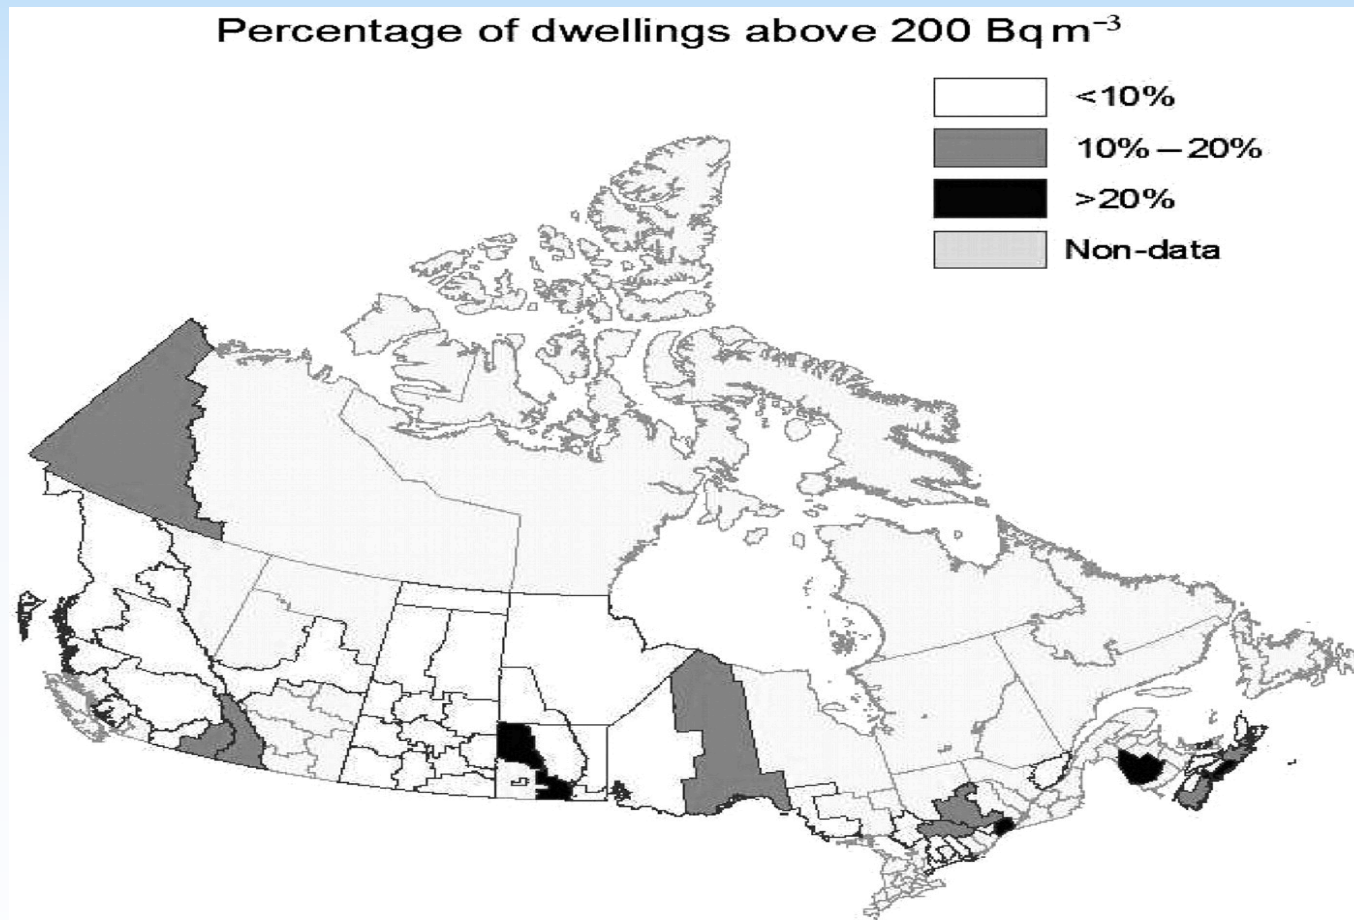 Percentage of dwellings above 200 Bq m⁻³
<10%
10% – 20%
>20%
Non-data